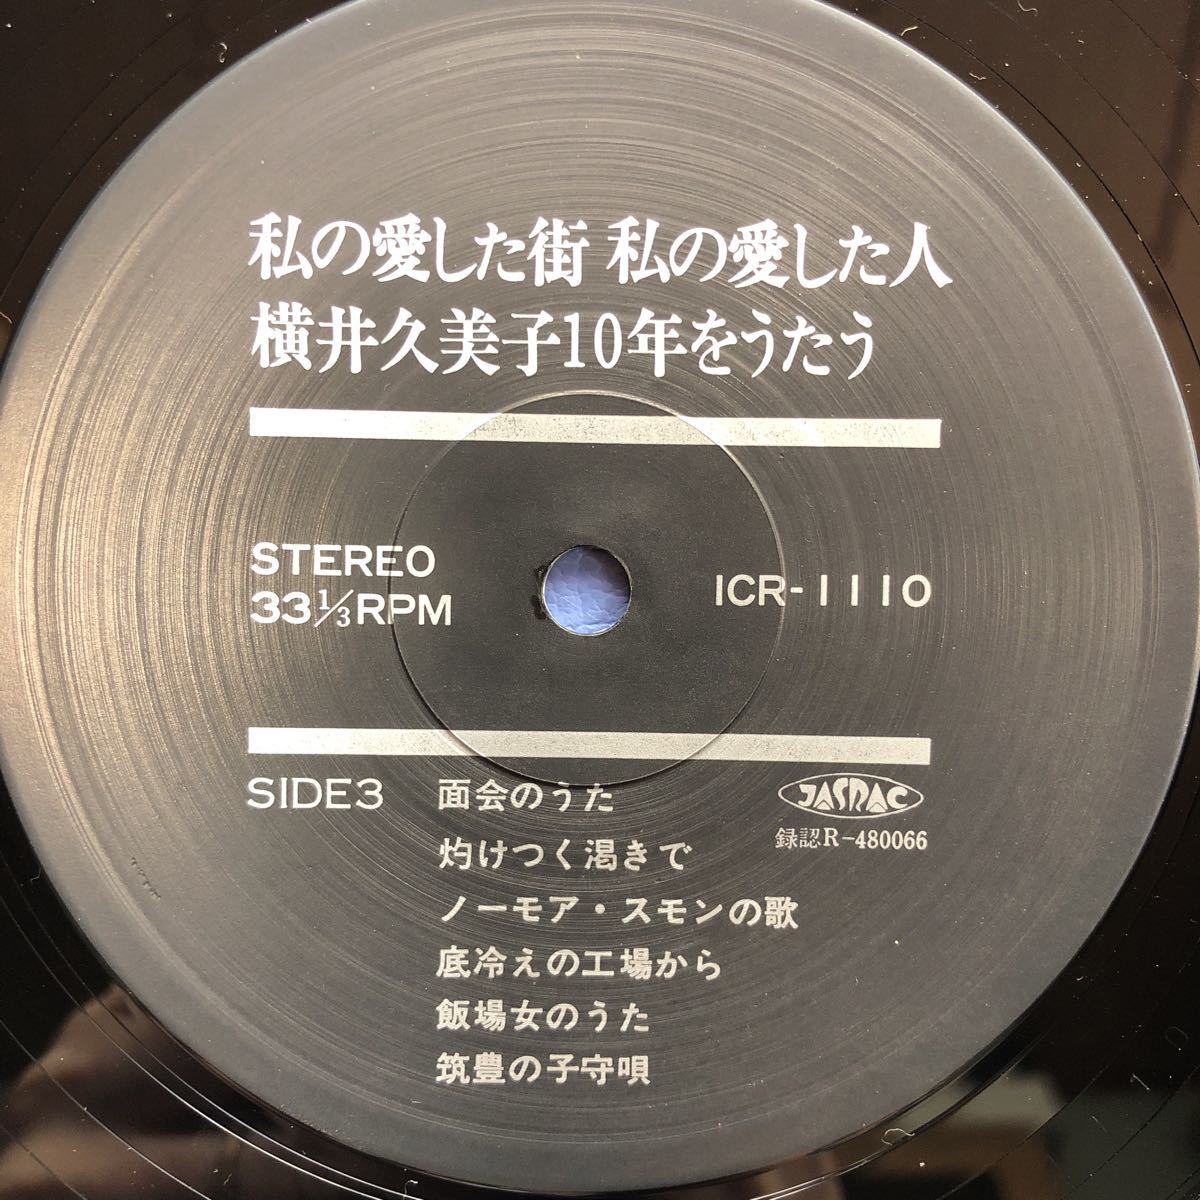 私の愛した街 私の愛した人
横井久美子10年をうたう
STEREO
33⅓RPM
ICR-1110
SIDE3
面会のうた
灼けつく渇きで
ノーモア・スモンの歌
底冷えの工場から
飯場女のうた
筑豊の子守唄
JASRAC
録認R-480066